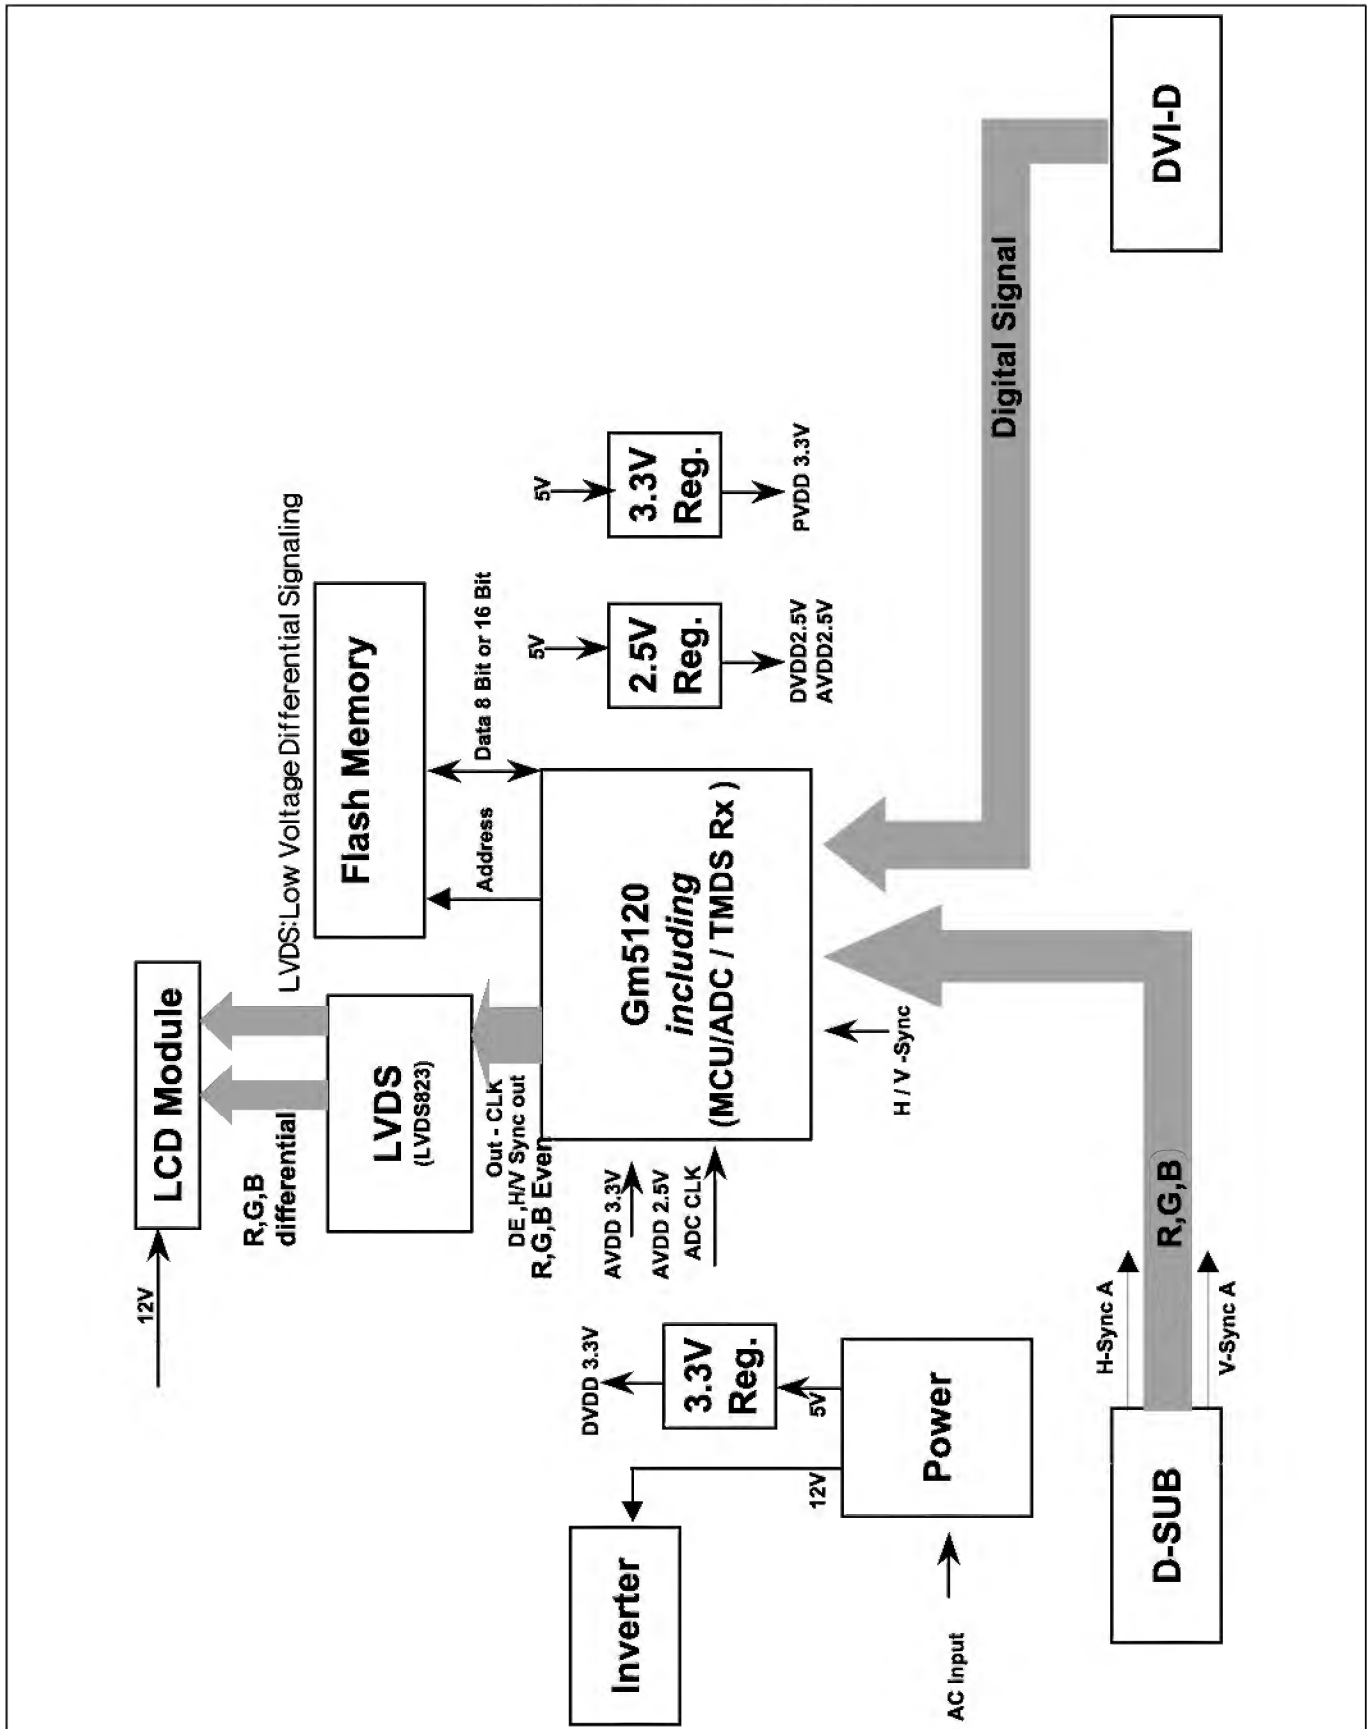 12V
LCD Module
R,G,B
differential
LVDS:Low Voltage Differential Signaling
LVDS
(LVDS823)
Flash Memory
Out - CLK
DE ,H/V Sync out
R,G,B Even
Address
Data 8 Bit or 16 Bit
Inverter
DVDD 3.3V
3.3V
Reg.
AVDD 3.3V
AVDD 2.5V
ADC CLK
Gm5120
including
(MCU/ADC / TMDS Rx )
5V
2.5V
Reg.
DVDD2.5V
AVDD2.5V
5V
3.3V
Reg.
PVDD 3.3V
12V
5V
Power
AC Input
H / V -Sync
Digital Signal
D-SUB
H-Sync A
R,G,B
V-Sync A
DVI-D